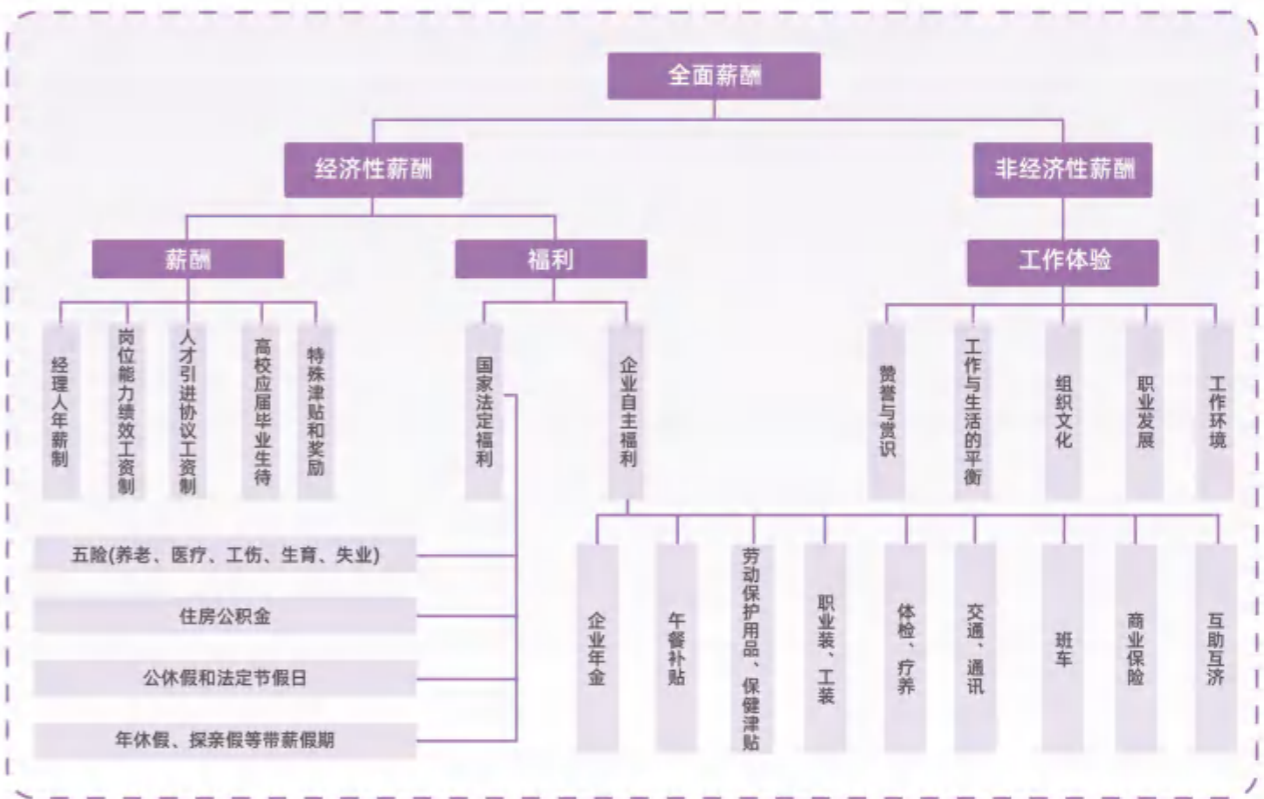 全面薪酬
经济性薪酬
非经济性薪酬
薪酬
福利
工作体验
经理人年薪制
岗位能力绩效工资制
人才引进协议工资制
高校应届毕业生待
特殊津贴和奖励
国家法定福利
企业自主福利
赞誉与赏识
工作与生活的平衡
组织文化
职业发展
工作环境
五险(养老、医疗、工伤、生育、失业)
住房公积金
公休假和法定节假日
年休假、探亲假等带薪假期
企业年金
午餐补贴
劳动保护用品、保健津贴
职业装、工装
体检、疗养
交通、通讯
班车
商业保险
互助互济